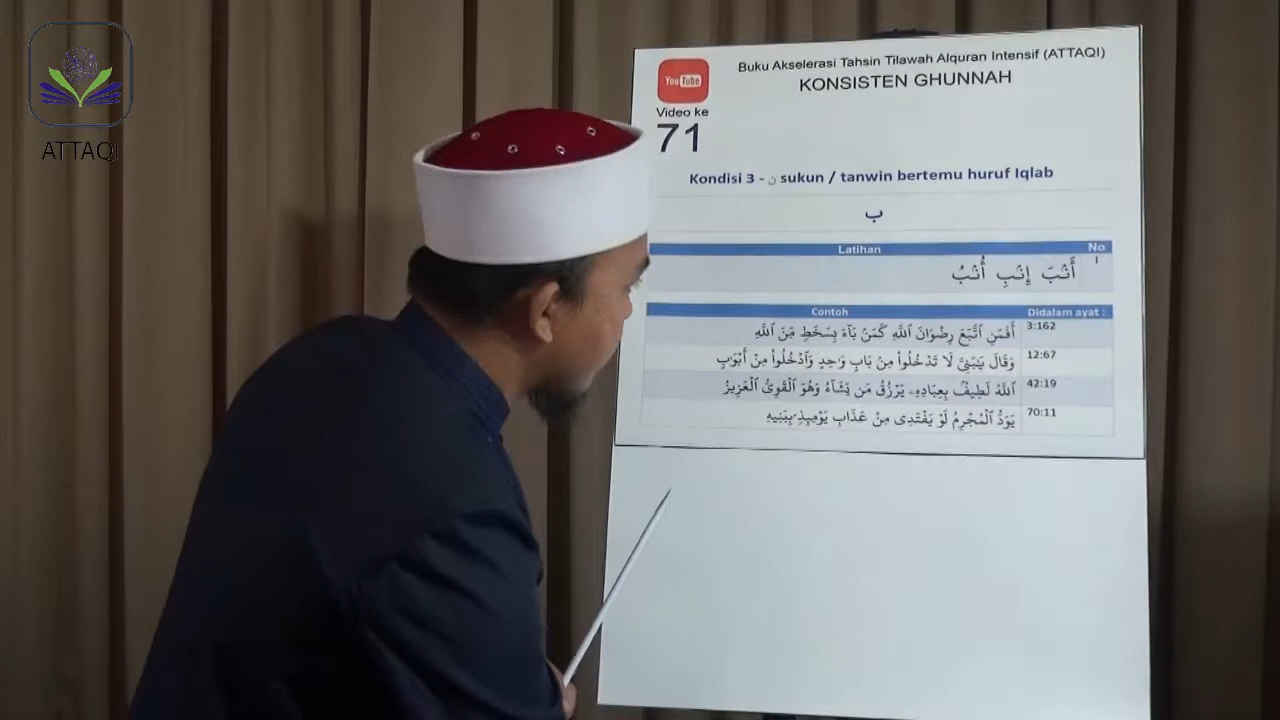 ATTAQI
Buku Akselerasi Tahsin Tilawah Alquran Intensif (ATTAQI)
KONSISTEN GHUNNAH
YouTube
Video ke
71
Kondisi 3 - ن sukun / tanwin bertemu huruf Iqlab
ب
Latihan No
١ أَنۢبَ إِنۢبِ أُنۢبُ
Contoh Didalam ayat :
3:162 أَفَمَنِ ٱتَّبَعَ رِضْوَٰنَ ٱللَّهِ كَمَنۢ بَآءَ بِسَخَطٍ مِّنَ ٱللَّهِ
12:67 وَقَالَ يَٰبَنِىَّ لَا تَدْخُلُوا۟ مِنۢ بَابٍ وَٰحِدٍ وَٱدْخُلُوا۟ مِنْ أَبْوَٰبٍ
42:19 ٱللَّهُ لَطِيفٌۢ بِعِبَادِهِۦ يَرْزُقُ مَن يَشَآءُ وَهُوَ ٱلْقَوِىُّ ٱلْعَزِيزُ
70:11 يَوَدُّ ٱلْمُجْرِمُ لَوْ يَفْتَدِى مِنْ عَذَابِ يَوْمِئِذٍۭ بِبَنِيهِ